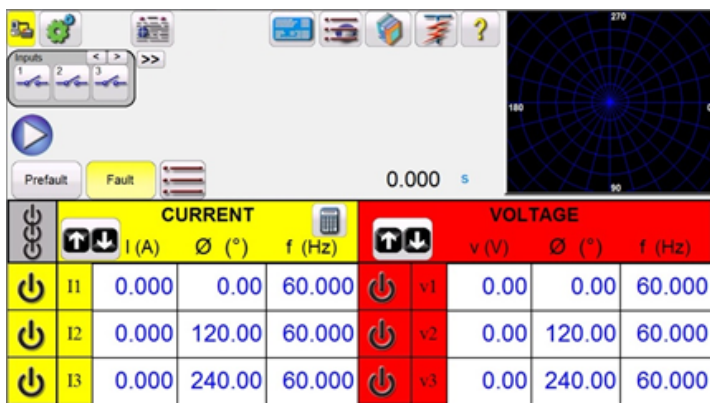 270
Inputs < > >>
1 2 3
180 0
Prefault Fault 0.000 s
90
CURRENT VOLTAGE
I (A) Ø (°) f (Hz) v (V) Ø (°) f (Hz)
I1 0.000 0.00 60.000 v1 0.00 0.00 60.000
I2 0.000 120.00 60.000 v2 0.00 120.00 60.000
I3 0.000 240.00 60.000 v3 0.00 240.00 60.000